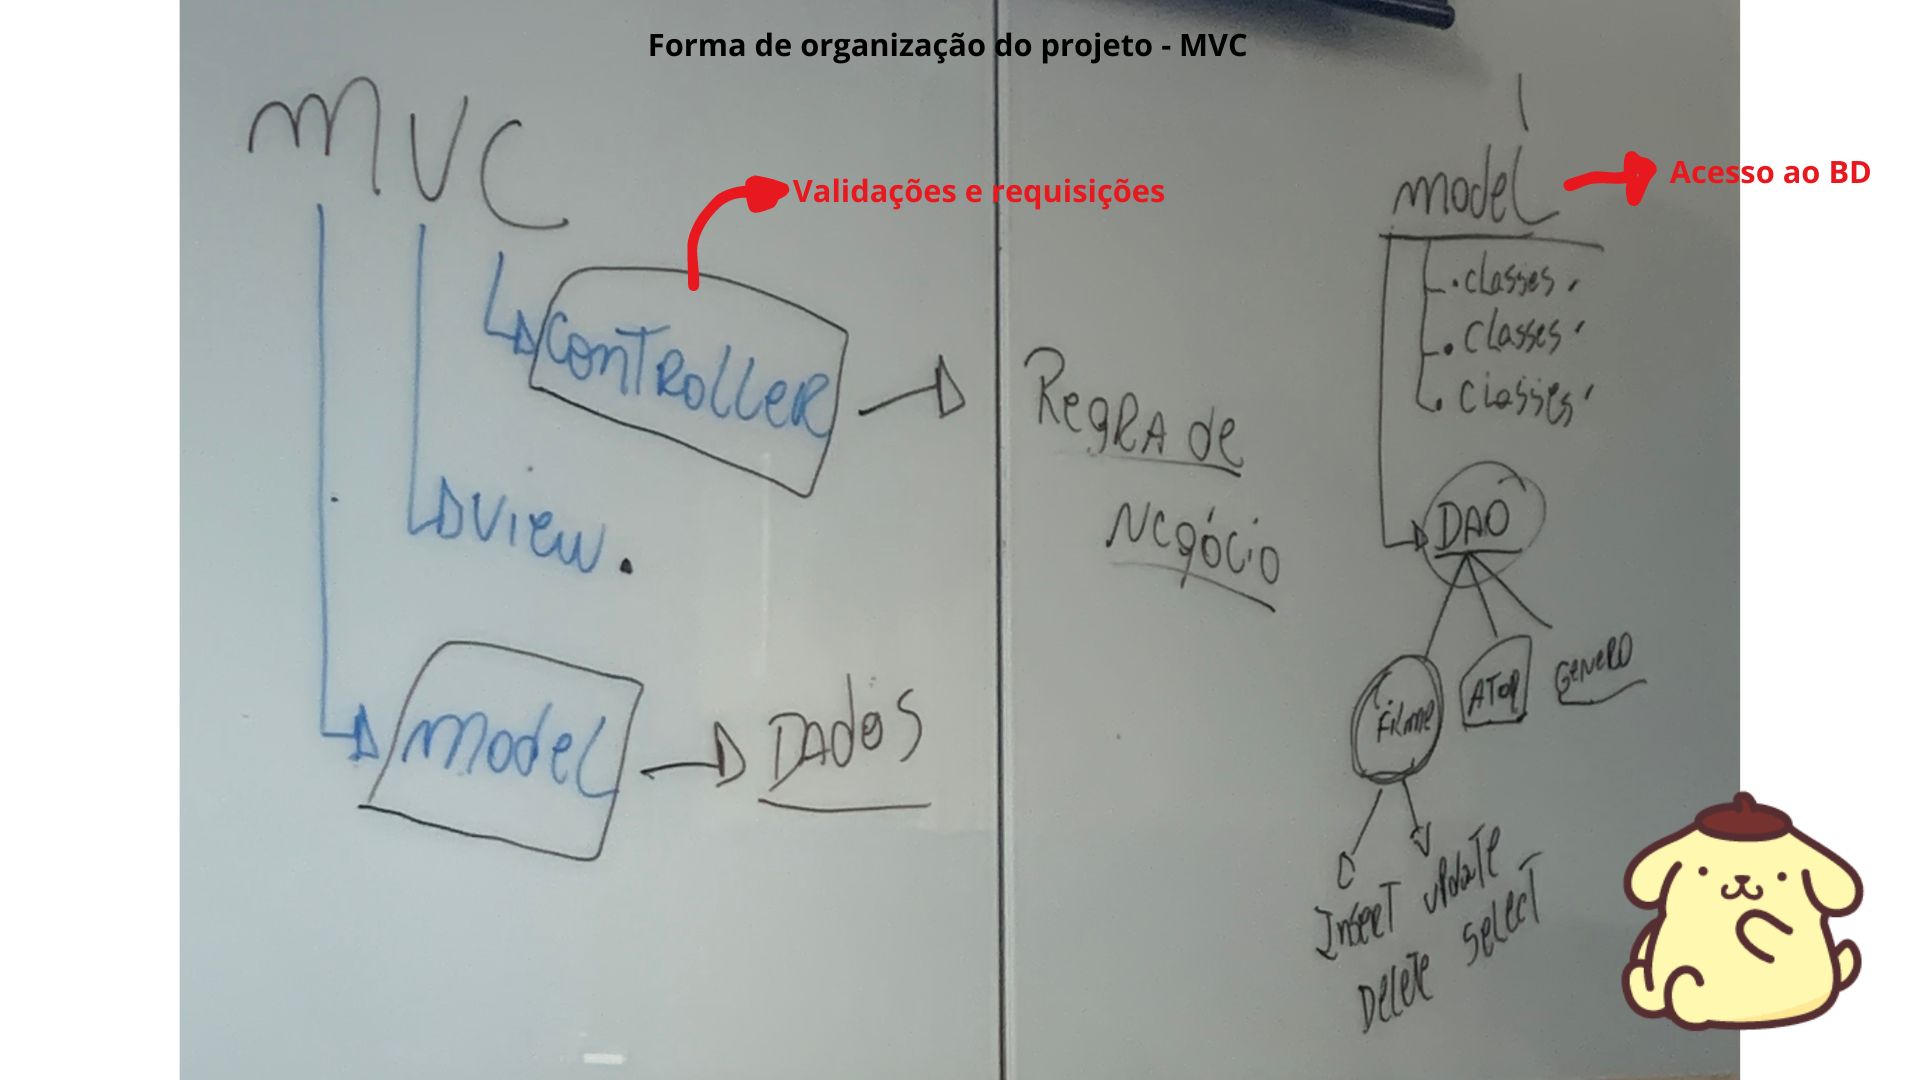 Forma de organização do projeto - MVC
MVC
Validações e requisições
Controller
Regra de
Negócio
View.
Model
Dados
Model
Acesso ao BD
. classes
. classes
. classes
DAO
Filme
Ator
Genero
Insert Update
Delete Select